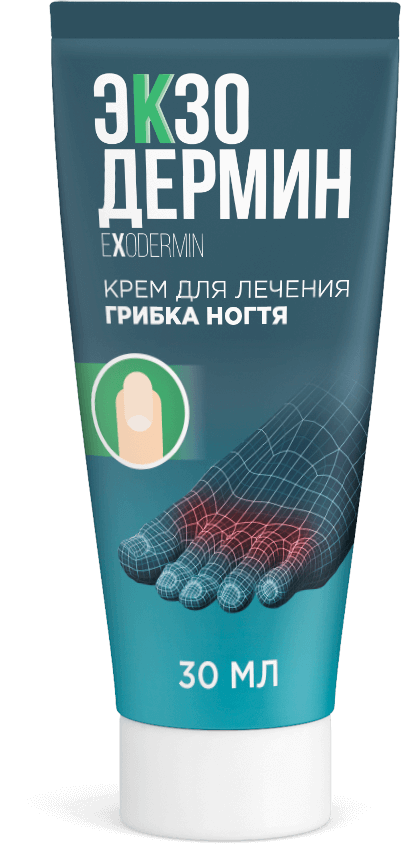 ЭКЗО
ДЕРМИН
EXODERMIN
КРЕМ ДЛЯ ЛЕЧЕНИЯ
ГРИБКА НОГТЯ
30 МЛ